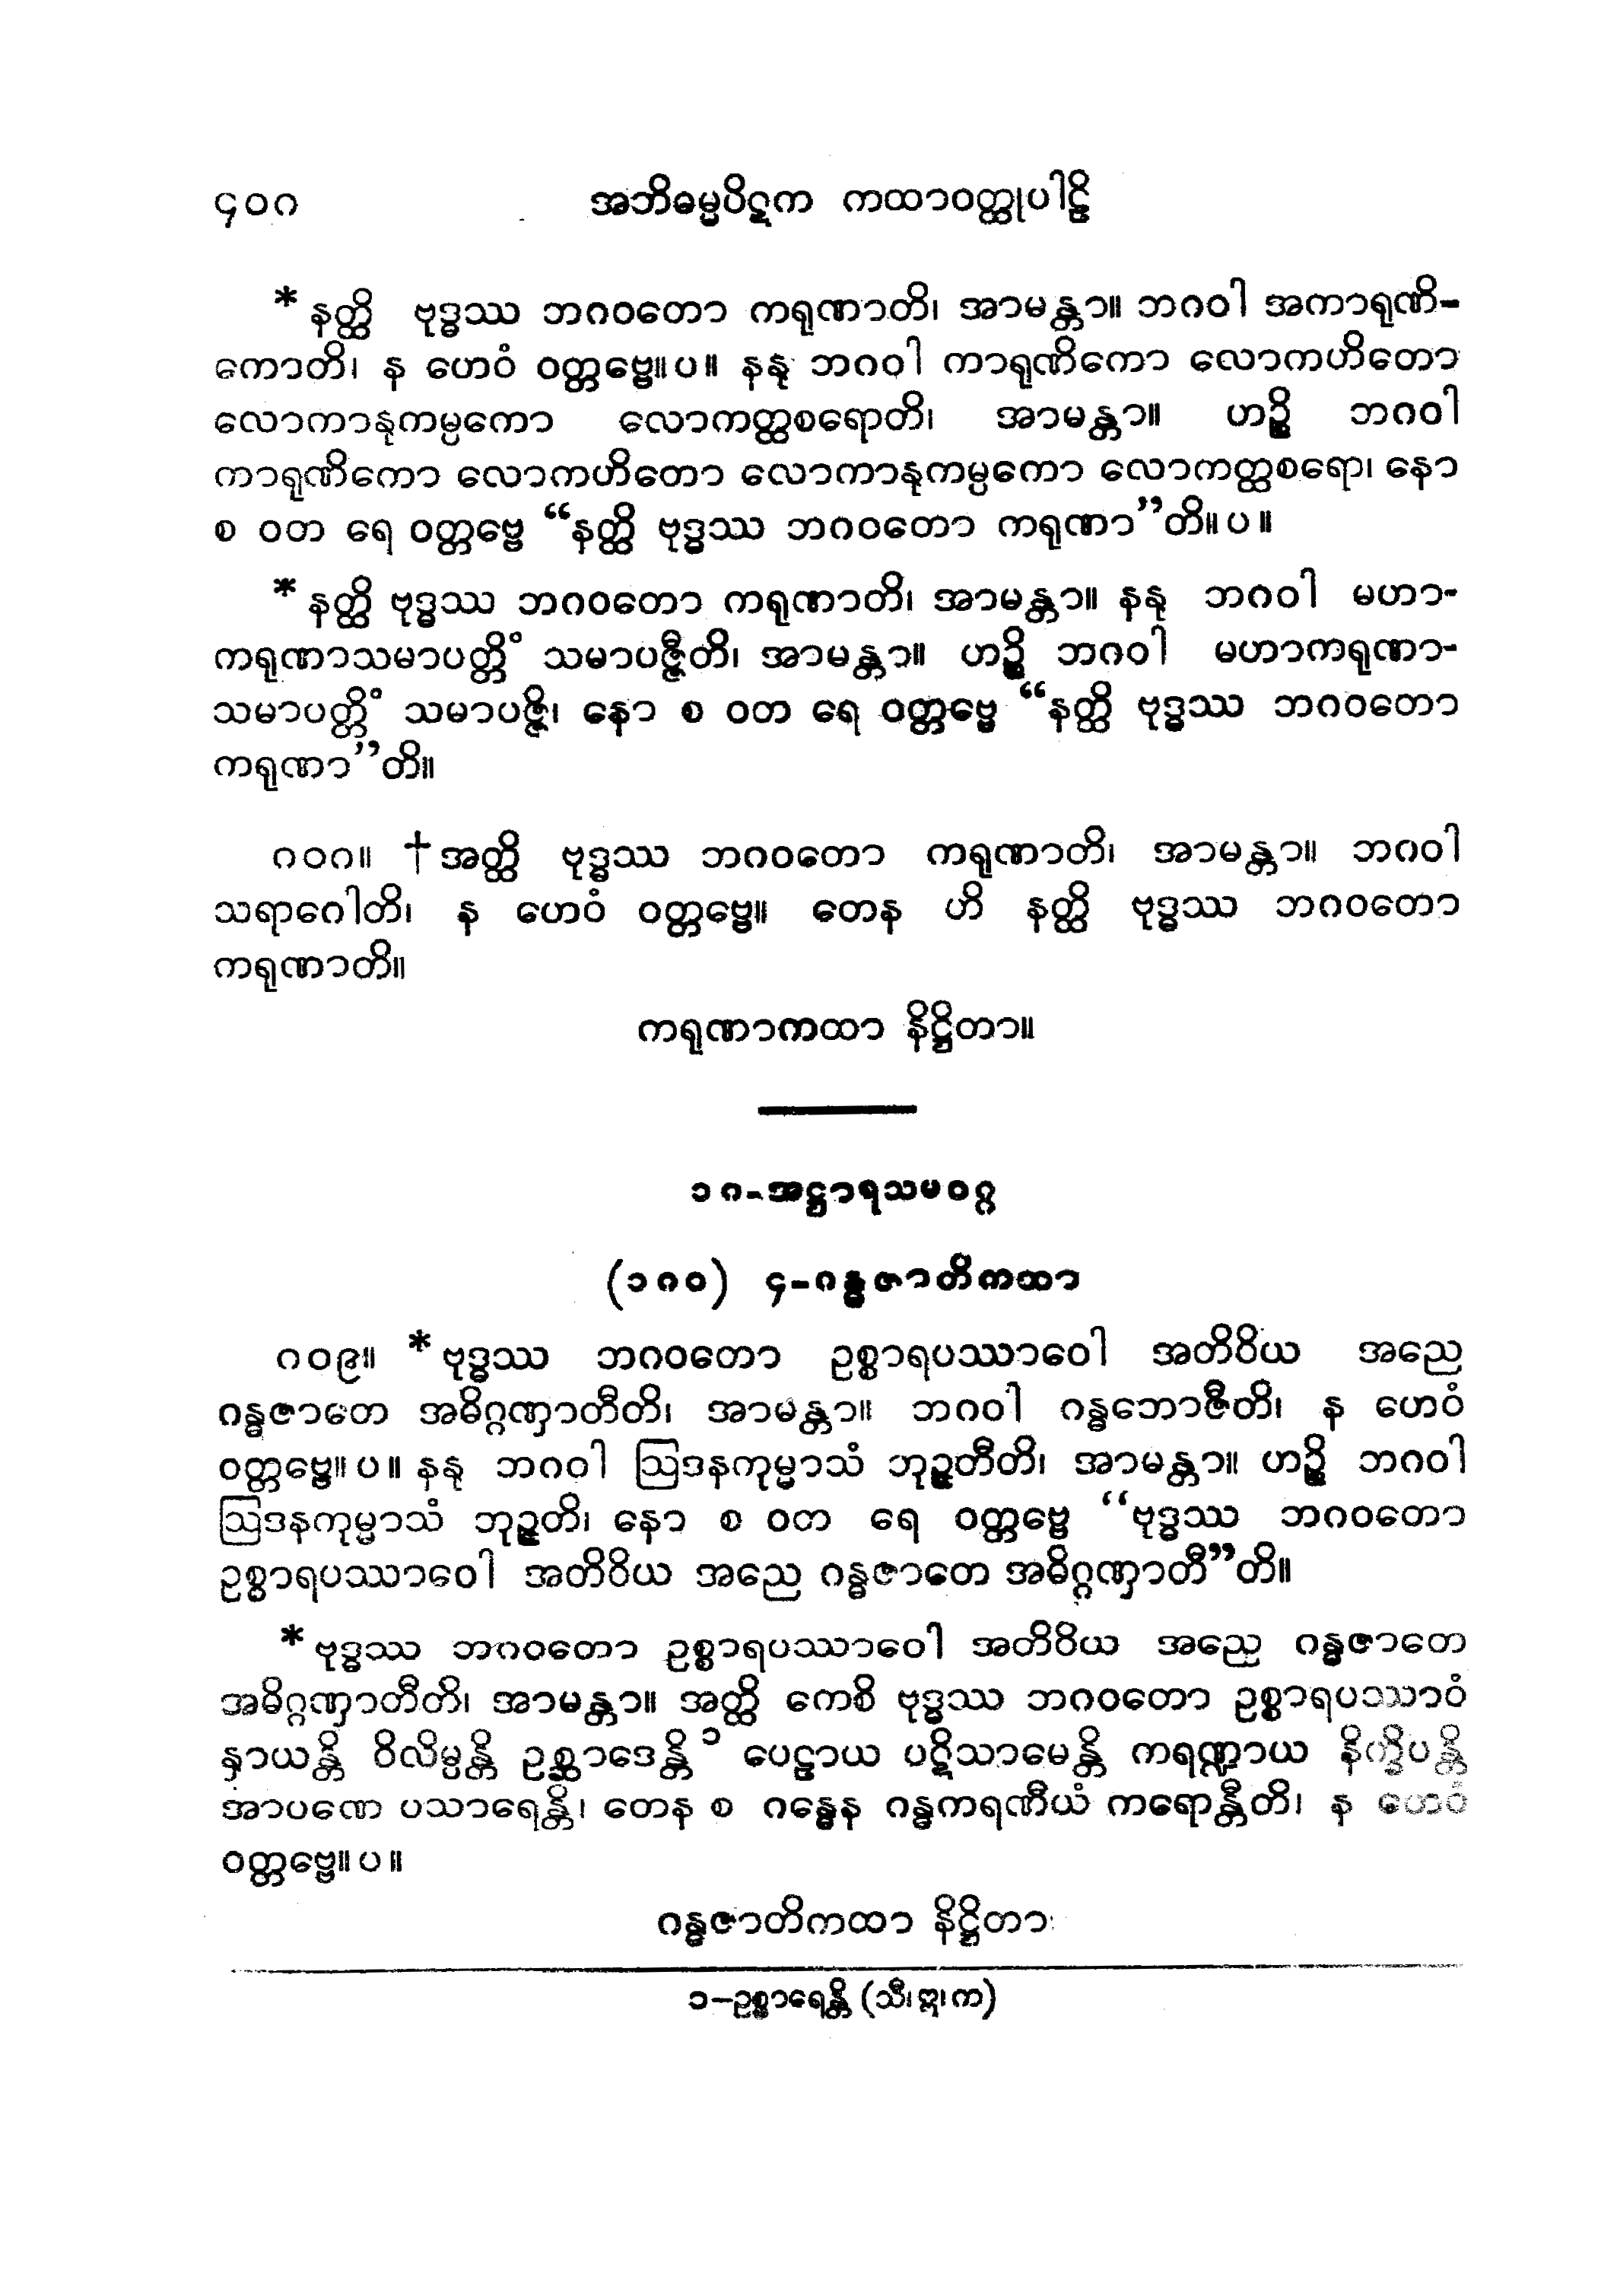 ၄၀၈ အဘိဓမ္မပိဋက ကထာဝတ္ထုပါဠိ
* နတ္ထိ ဗုဒ္ဓဿ ဘဂဝတော ကရုဏာတိ၊ အာမန္တာ။ ဘဂဝါ အကာရုဏိ-
ကောတိ၊ န ဟေဝံ ဝတ္တဗ္ဗေ။ပ။ နနု ဘဂဝါ ကာရုဏိကော လောကဟိတော
လောကာနုကမ္ပကော လောကတ္ထစရောတိ၊ အာမန္တာ။ ဟဉ္စိ ဘဂဝါ
ကာရုဏိကော လောကဟိတော လောကာနုကမ္ပကော လောကတ္ထစရော၊ နော
စ ဝတ ရေ ဝတ္တဗ္ဗေ “နတ္ထိ ဗုဒ္ဓဿ ဘဂဝတော ကရုဏာ”တိ။ပ။
* နတ္ထိ ဗုဒ္ဓဿ ဘဂဝတော ကရုဏာတိ၊ အာမန္တာ။ နနု ဘဂဝါ မဟာ-
ကရုဏာသမာပတ္တိံ သမာပဇ္ဇီတိ၊ အာမန္တာ။ ဟဉ္စိ ဘဂဝါ မဟာကရုဏာ-
သမာပတ္တိံ သမာပဇ္ဇိ၊ နော စ ဝတ ရေ ဝတ္တဗ္ဗေ “နတ္ထိ ဗုဒ္ဓဿ ဘဂဝတော
ကရုဏာ”တိ။
၈၀၈။ †အတ္ထိ ဗုဒ္ဓဿ ဘဂဝတော ကရုဏာတိ၊ အာမန္တာ။ ဘဂဝါ
သရာဂေါတိ၊ န ဟေဝံ ဝတ္တဗ္ဗေ။ တေန ဟိ နတ္ထိ ဗုဒ္ဓဿ ဘဂဝတော
ကရုဏာတိ။
ကရုဏာကထာ နိဋ္ဌိတာ။
၁၈-အဋ္ဌာရသမဝဂ္ဂ
(၁၈၀) ၄-ဂန္ဓဇာတိကထာ
၈၀၉။ * ဗုဒ္ဓဿ ဘဂဝတော ဥစ္စာရပဿာဝေါ အတိဝိယ အညေ
ဂန္ဓဇာတေ အဓိဂ္ဂဏှာတီတိ၊ အာမန္တာ။ ဘဂဝါ ဂန္ဓဘောဇီတိ၊ န ဟေဝံ
ဝတ္တဗ္ဗေ။ပ။ နနု ဘဂဝါ ဩဒနကုမ္မာသံ ဘုဉ္ဇတီတိ၊ အာမန္တာ။ ဟဉ္စိ ဘဂဝါ
ဩဒနကုမ္မာသံ ဘုဉ္ဇတိ၊ နော စ ဝတ ရေ ဝတ္တဗ္ဗေ “ဗုဒ္ဓဿ ဘဂဝတော
ဥစ္စာရပဿာဝေါ အတိဝိယ အညေ ဂန္ဓဇာတေ အဓိဂ္ဂဏှာတီ”တိ။
* ဗုဒ္ဓဿ ဘဂဝတော ဥစ္စာရပဿာဝေါ အတိဝိယ အညေ ဂန္ဓဇာတေ
အဓိဂ္ဂဏှာတီတိ၊ အာမန္တာ။ အတ္ထိ ကေစိ ဗုဒ္ဓဿ ဘဂဝတော ဥစ္စာရပဿာဝံ
နှာယန္တိ ဝိလိမ္ပန္တိ ဥစ္ဆာဒေန္တိ ၁ ပေဠာယ ပဋိသာမေန္တိ ကရဏ္ဍာယ နိက္ခိပန္တိ
အာပဏေ ပသာရေန္တိ၊ တေန စ ဂန္ဓေန ဂန္ဓကရဏီယံ ကရောန္တီတိ၊ န ဟေဝံ
ဝတ္တဗ္ဗေ။ပ။
ဂန္ဓဇာတိကထာ နိဋ္ဌိတာ
၁-ဥစ္စာရေန္တိ (သီ၊ ဣ၊ က)